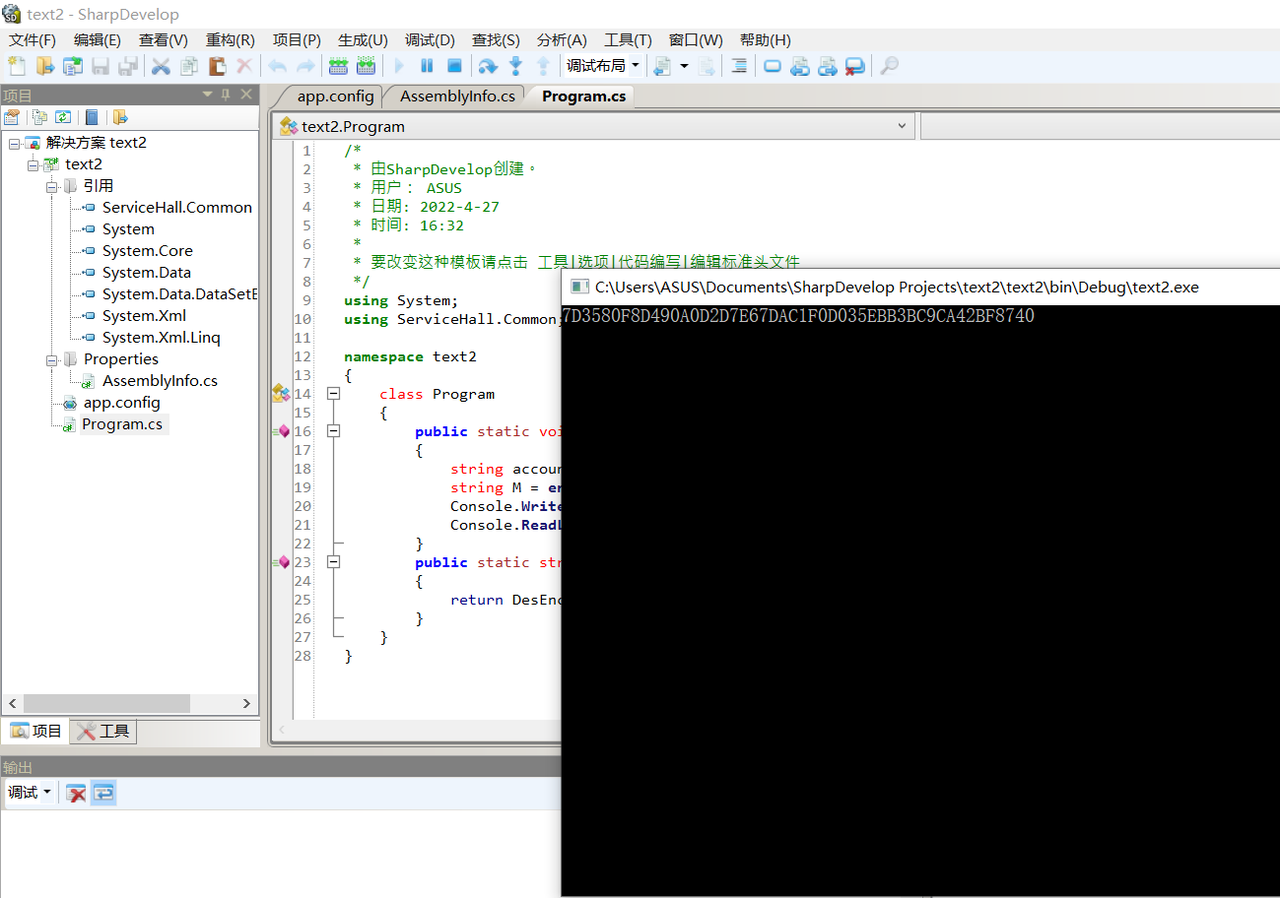 text2 - SharpDevelop
文件(F) 编辑(E) 查看(V) 重构(R) 项目(P) 生成(U) 调试(D) 查找(S) 分析(A) 工具(T) 窗口(W) 帮助(H)
调试布局
项目
解决方案 text2
text2
引用
ServiceHall.Common
System
System.Core
System.Data
System.Data.DataSetE
System.Xml
System.Xml.Linq
Properties
AssemblyInfo.cs
app.config
Program.cs
项目 工具
app.config AssemblyInfo.cs Program.cs
text2.Program
1 /*
2 * 由SharpDevelop创建。
3 * 用户: ASUS
4 * 日期: 2022-4-27
5 * 时间: 16:32
6 *
7 * 要改变这种模板请点击 工具|选项|代码编写|编辑标准头文件
8 */
9 using System;
10 using ServiceHall.Common;
11
12 namespace text2
13 {
14 class Program
15 {
16 public static voi
17 {
18 string accoun
19 string M = en
20 Console.Write
21 Console.ReadL
22 }
23 public static str
24 {
25 return DesEnc
26 }
27 }
28 }
C:\Users\ASUS\Documents\SharpDevelop Projects\text2\text2\bin\Debug\text2.exe
7D3580F8D490A0D2D7E67DAC1F0D035EBB3BC9CA42BF8740
输出
调试